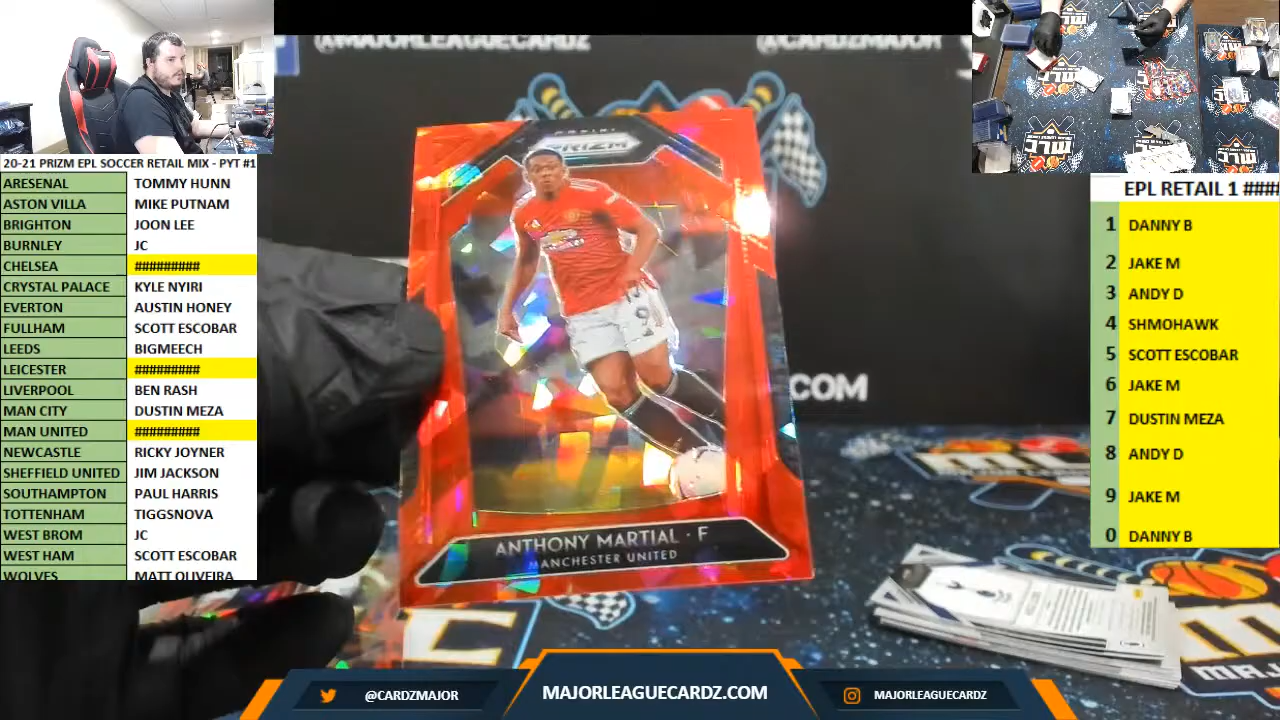 @MAJORLEAGUECARDZ
@CARDZMAJOR
20-21 PRIZM EPL SOCCER RETAIL MIX - PYT #1
ARESENAL TOMMY HUNN
ASTON VILLA MIKE PUTNAM
BRIGHTON JOON LEE
BURNLEY JC
CHELSEA #########
CRYSTAL PALACE KYLE NYIRI
EVERTON AUSTIN HONEY
FULLHAM SCOTT ESCOBAR
LEEDS BIGMEECH
LEICESTER #########
LIVERPOOL BEN RASH
MAN CITY DUSTIN MEZA
MAN UNITED #########
NEWCASTLE RICKY JOYNER
SHEFFIELD UNITED JIM JACKSON
SOUTHAMPTON PAUL HARRIS
TOTTENHAM TIGGSNOVA
WEST BROM JC
WEST HAM SCOTT ESCOBAR
WOLVES MATT OLIVEIRA
PANINI
PRIZM
ANTHONY MARTIAL · F
MANCHESTER UNITED
.COM
EPL RETAIL 1 ####
1 DANNY B
2 JAKE M
3 ANDY D
4 SHMOHAWK
5 SCOTT ESCOBAR
6 JAKE M
7 DUSTIN MEZA
8 ANDY D
9 JAKE M
0 DANNY B
@CARDZMAJOR
MAJORLEAGUECARDZ.COM
MAJORLEAGUECARDZ